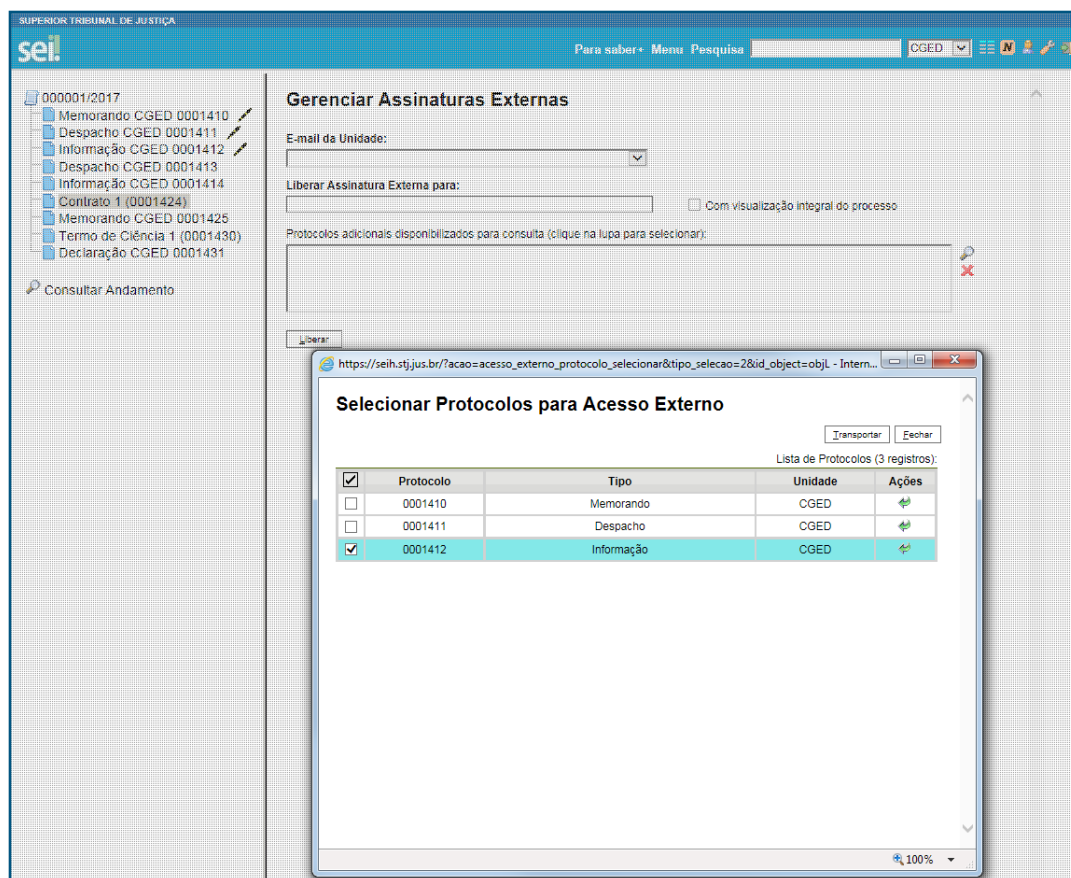 SUPERIOR TRIBUNAL DE JUSTIÇA
sei!
Para saber+ Menu Pesquisa CGED N
000001/2017
Memorando CGED 0001410
Despacho CGED 0001411
Informação CGED 0001412
Despacho CGED 0001413
Informação CGED 0001414
Contrato 1 (0001424)
Memorando CGED 0001425
Termo de Ciência 1 (0001430)
Declaração CGED 0001431
Consultar Andamento
Gerenciar Assinaturas Externas
E-mail da Unidade:
Liberar Assinatura Externa para:
Com visualização integral do processo
Protocolos adicionais disponibilizados para consulta (clique na lupa para selecionar):
Liberar
https://seih.stj.jus.br/?acao=acesso_externo_protocolo_selecionar&tipo_selecao=2&id_object=objL - Intern...
Selecionar Protocolos para Acesso Externo
Transportar Fechar
Lista de Protocolos (3 registros):
Protocolo Tipo Unidade Ações
0001410 Memorando CGED
0001411 Despacho CGED
0001412 Informação CGED
100%